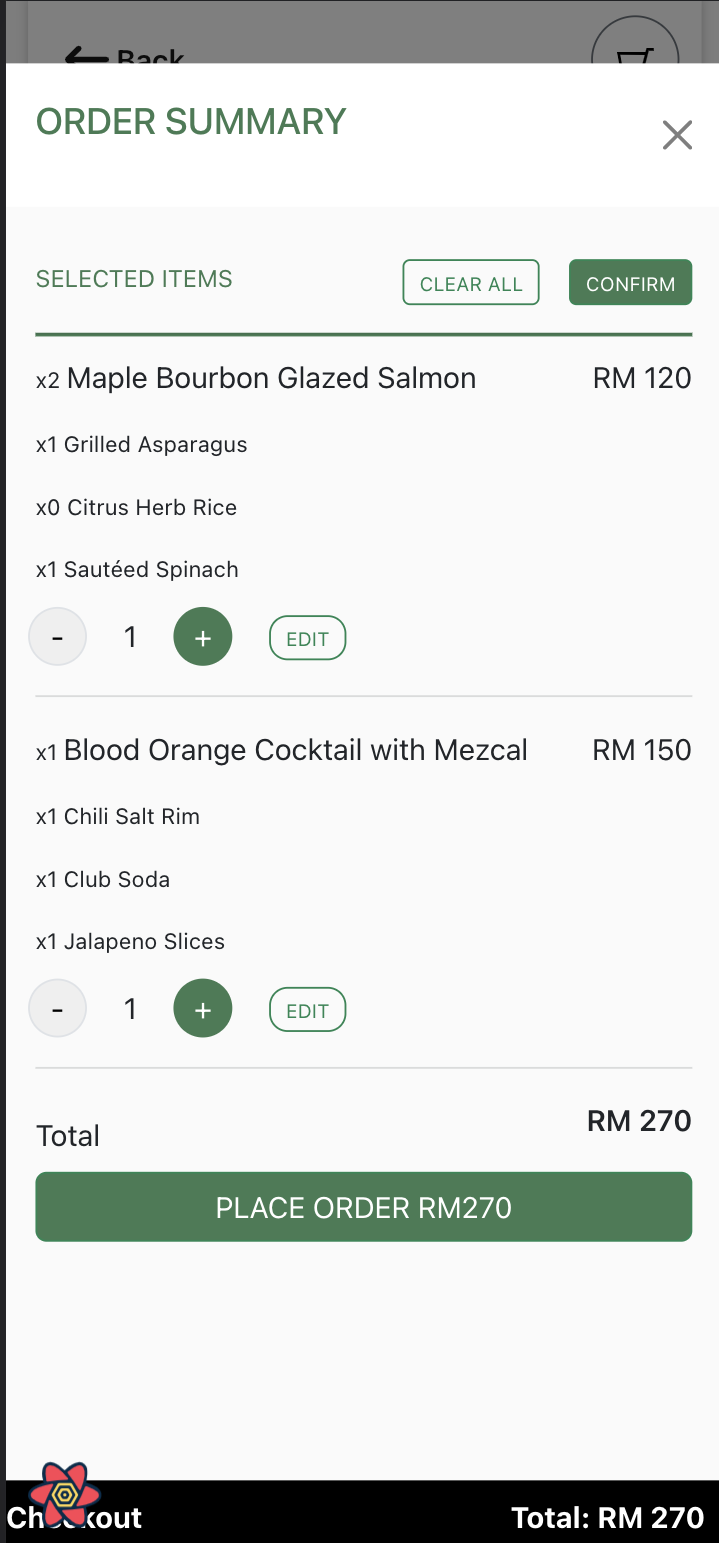 Back
ORDER SUMMARY
SELECTED ITEMS CLEAR ALL CONFIRM
x2 Maple Bourbon Glazed Salmon RM 120
x1 Grilled Asparagus
x0 Citrus Herb Rice
x1 Sautéed Spinach
- 1 + EDIT
x1 Blood Orange Cocktail with Mezcal RM 150
x1 Chili Salt Rim
x1 Club Soda
x1 Jalapeno Slices
- 1 + EDIT
Total RM 270
PLACE ORDER RM270
Checkout Total: RM 270